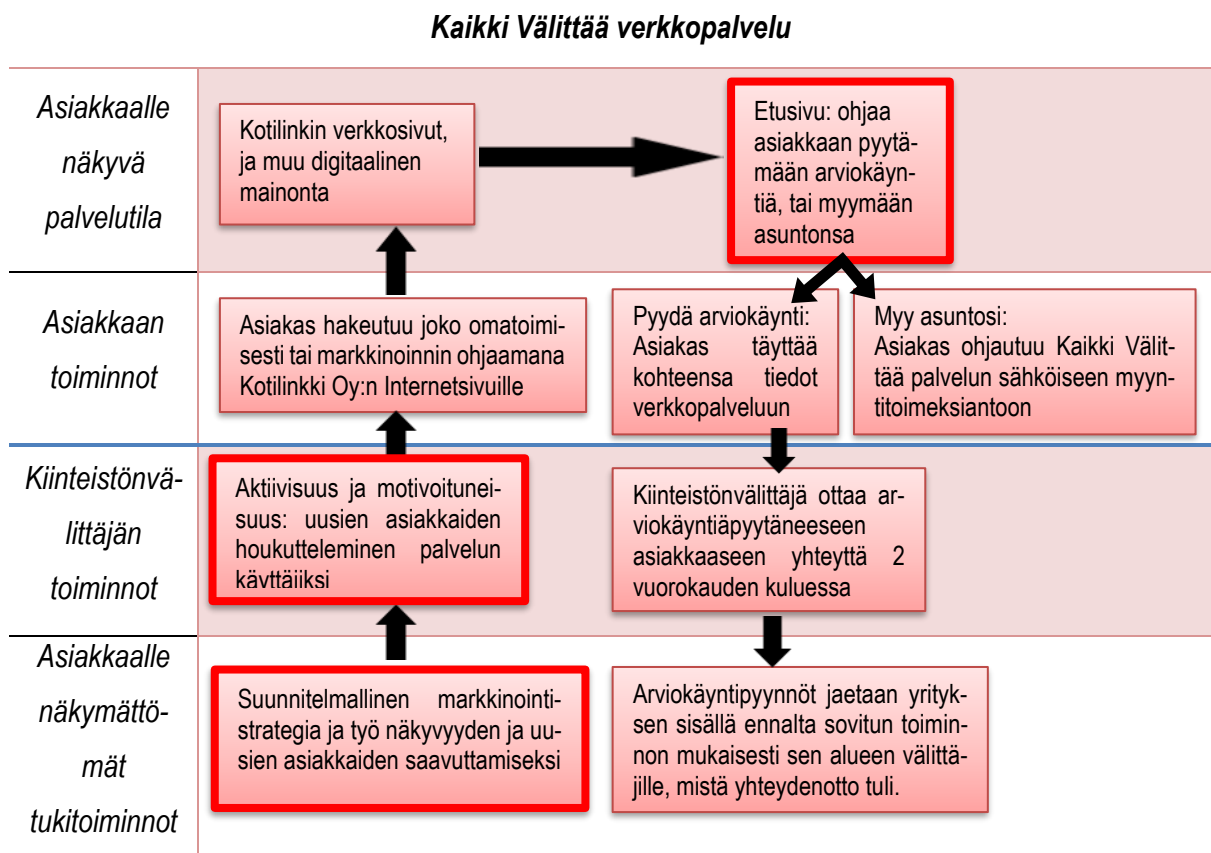 Kaikki Välittää verkkopalvelu
Asiakkaalle
näkyvä
palvelutila
Kotilinkin verkkosivut,
ja muu digitaalinen
mainonta
Etusivu: ohjaa
asiakkaan pyytä-
mään arviokäyn-
tiä, tai myymään
asuntonsa
Asiakkaan
toiminnot
Asiakas hakeutuu joko omatoimi-
sesti tai markkinoinnin ohjaamana
Kotilinkki Oy:n Internetsivuille
Pyydä arviokäynti:
Asiakas täyttää
kohteensa tiedot
verkkopalveluun
Myy asuntosi:
Asiakas ohjautuu Kaikki Välit-
tää palvelun sähköiseen myyn-
titoimeksiantoon
Kiinteistönvä-
littäjän
toiminnot
Aktiivisuus ja motivoitunei-
suus: uusien asiakkaiden
houkutteleminen palvelun
käyttäjiksi
Kiinteistönvälittäjä ottaa ar-
viokäyntiäpyytäneeseen
asiakkaaseen yhteyttä 2
vuorokauden kuluessa
Asiakkaalle
näkymättö-
mät
tukitoiminnot
Suunnitelmallinen markkinointi-
strategia ja työ näkyvyyden ja uu-
sien asiakkaiden saavuttamiseksi
Arviokäyntipyynnöt jaetaan yrityk-
sen sisällä ennalta sovitun toimin-
non mukaisesti sen alueen välittä-
jille, mistä yhteydenotto tuli.